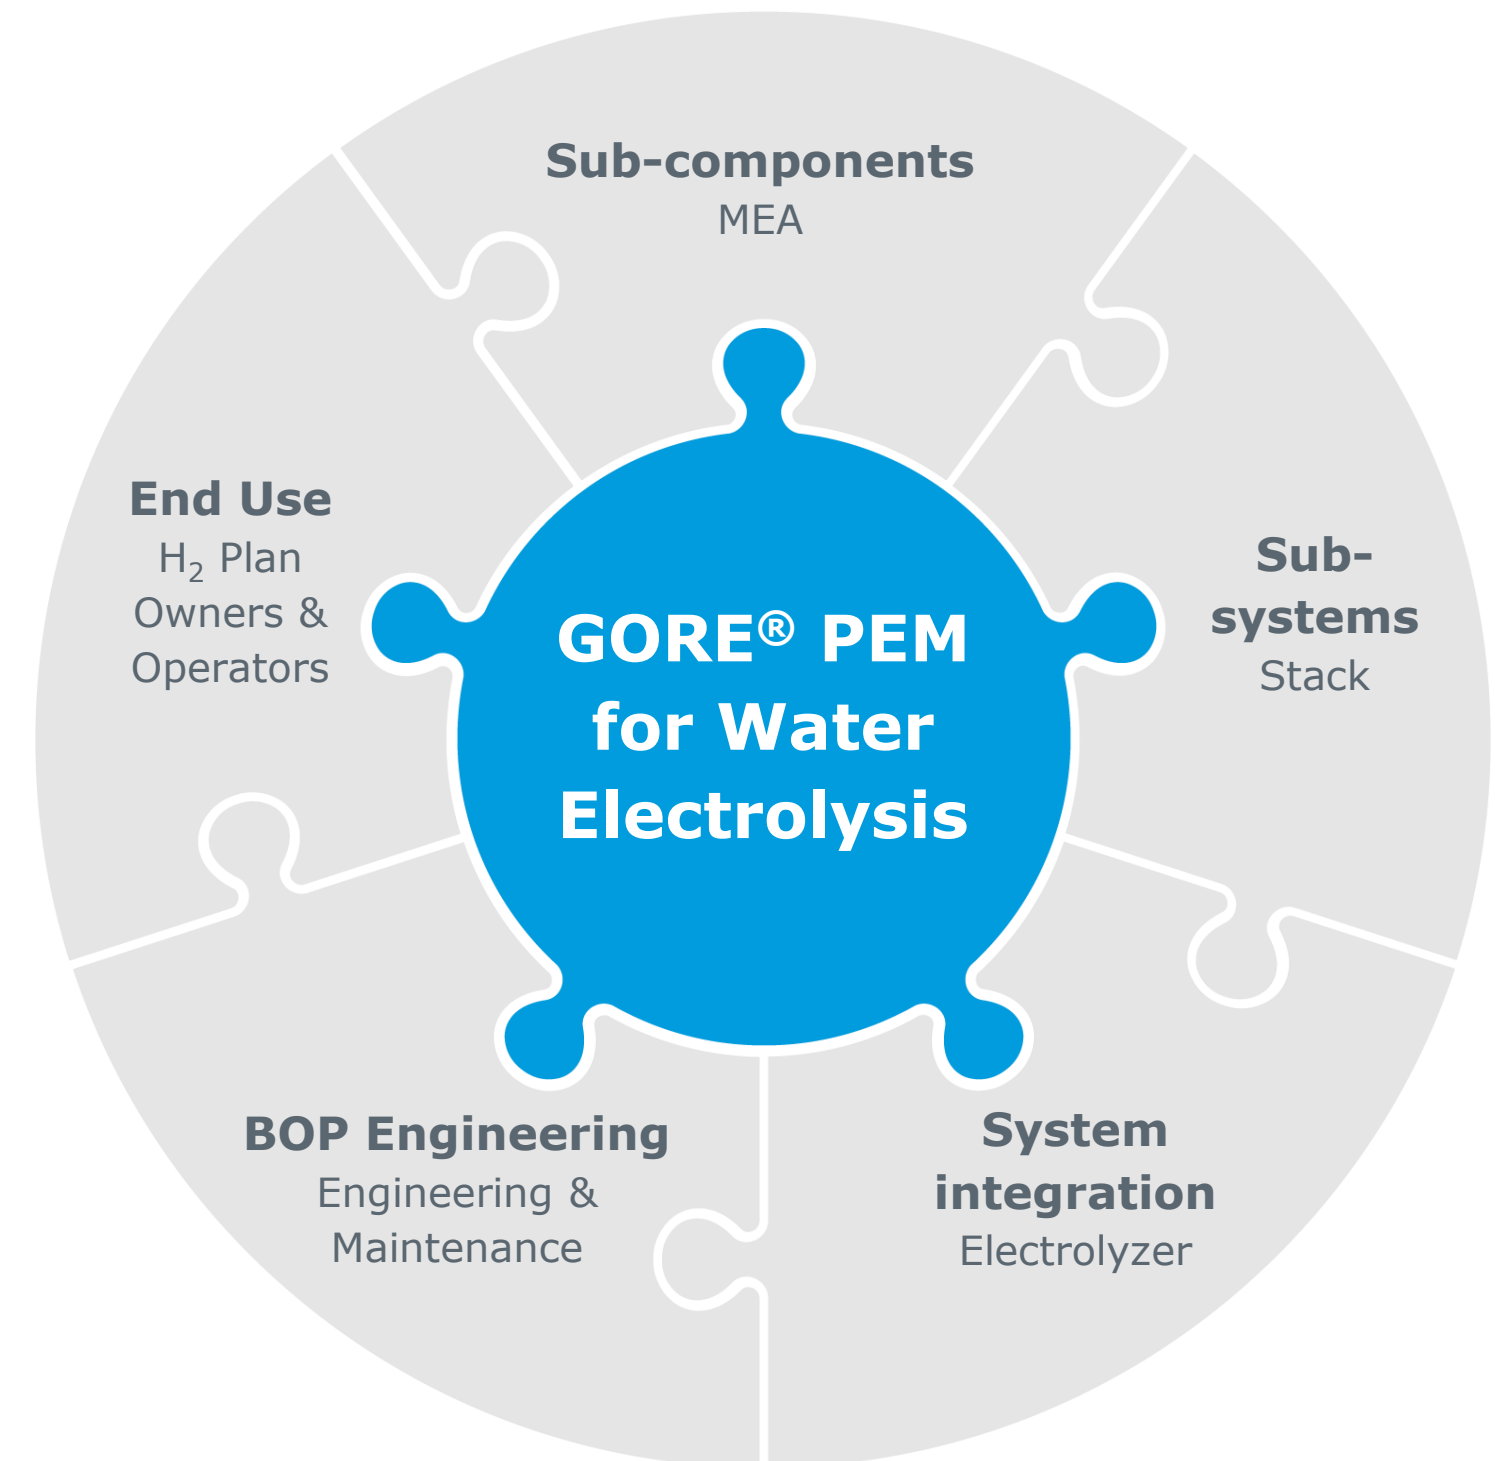 Sub-components
MEA
Sub-
systems
Stack
System
integration
Electrolyzer
BOP Engineering
Engineering &
Maintenance
End Use
H₂ Plan
Owners &
Operators
GORE® PEM
for Water
Electrolysis